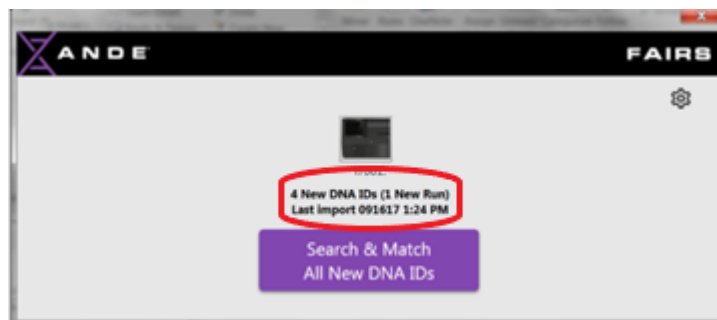 ANDE
FAIRS
4 New DNA IDs (1 New Run)
Last import 091617 1:24 PM
Search & Match
All New DNA IDs